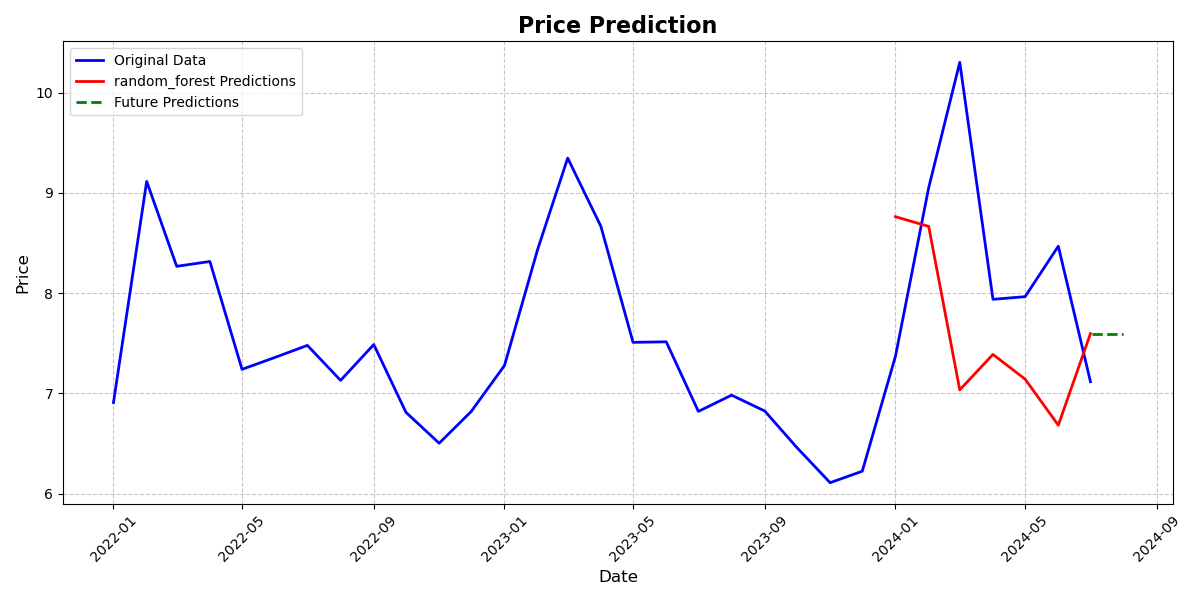 Price Prediction
Original Data
random_forest Predictions
Future Predictions
Price
10
9
8
7
6
2022-01
2022-05
2022-09
2023-01
2023-05
2023-09
2024-01
2024-05
2024-09
Date